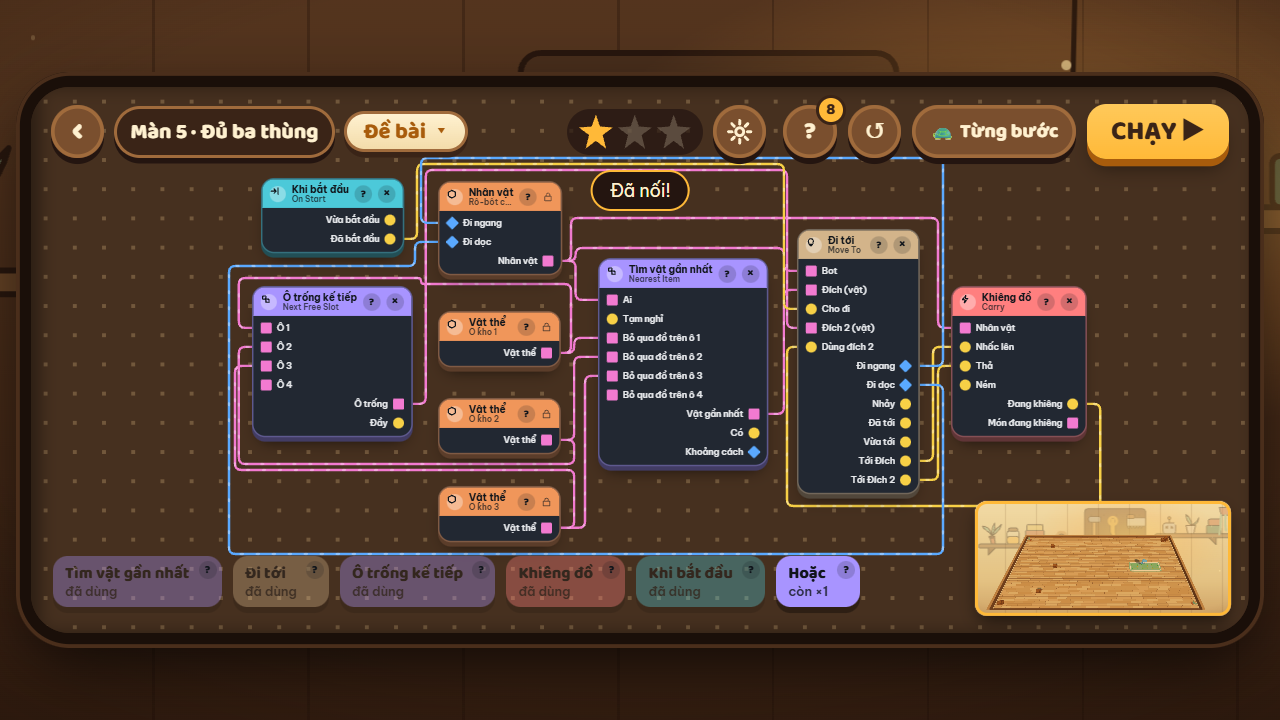 Màn 5 · Đủ ba thùng
Đề bài
?
8
Từng bước
CHẠY
Đã nối!
Khi bắt đầu
On Start
?
×
Vừa bắt đầu
Đã bắt đầu
Nhân vật
Rô-bốt c...
?
Đi ngang
Đi dọc
Nhân vật
Ô trống kế tiếp
Next Free Slot
?
×
Ô 1
Ô 2
Ô 3
Ô 4
Ô trống
Đầy
Vật thể
Ô kho 1
?
Vật thể
Vật thể
Ô kho 2
?
Vật thể
Vật thể
Ô kho 3
?
Vật thể
Tìm vật gần nhất
Nearest Item
?
×
Ai
Tạm nghỉ
Bỏ qua đồ trên ô 1
Bỏ qua đồ trên ô 2
Bỏ qua đồ trên ô 3
Bỏ qua đồ trên ô 4
Vật gần nhất
Có
Khoảng cách
Đi tới
Move To
?
×
Bot
Đích (vật)
Cho đi
Đích 2 (vật)
Dùng đích 2
Đi ngang
Đi dọc
Nhảy
Đã tới
Vừa tới
Tới Đích
Tới Đích 2
Khiêng đồ
Carry
?
×
Nhân vật
Nhấc lên
Thả
Ném
Đang khiêng
Món đang khiêng
Tìm vật gần nhất
?
đã dùng
Đi tới
?
đã dùng
Ô trống kế tiếp
?
đã dùng
Khiêng đồ
?
đã dùng
Khi bắt đầu
?
đã dùng
Hoặc
?
còn ×1